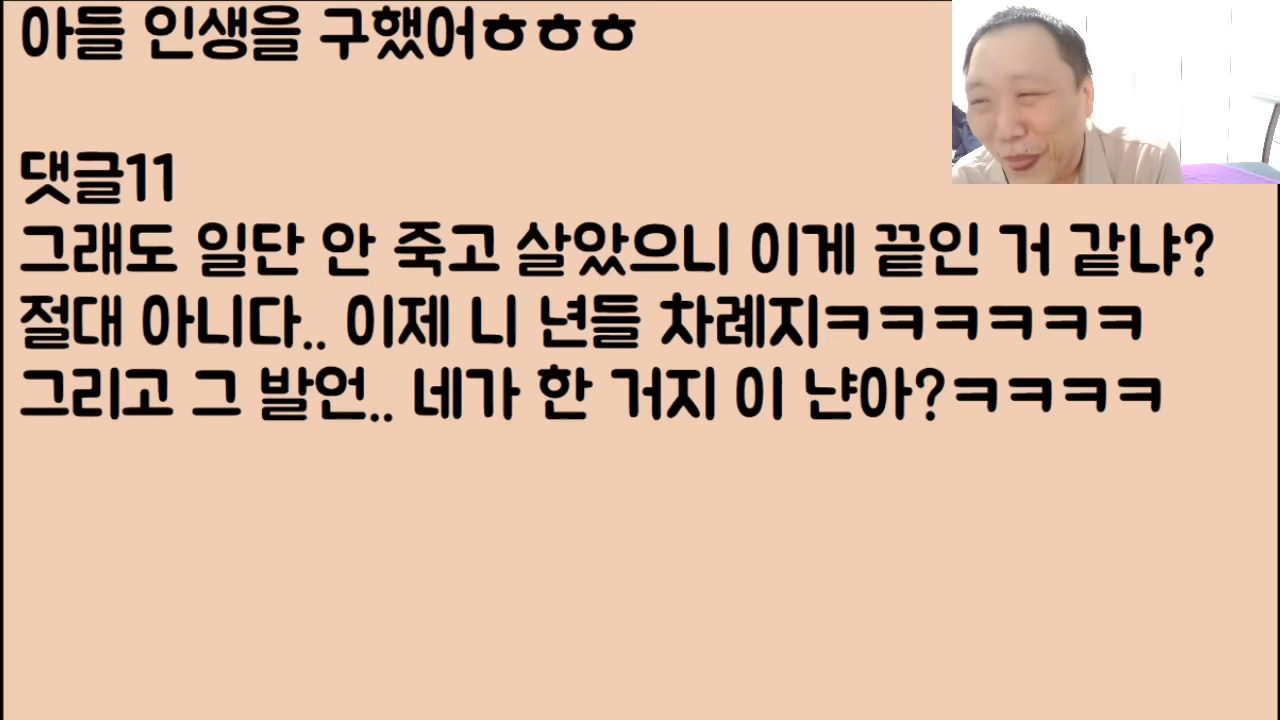 아들 인생을 구했어ㅎㅎㅎ
댓글11
그래도 일단 안 죽고 살았으니 이게 끝인 거 같냐?
절대 아니다.. 이제 니 년들 차례지ㅋㅋㅋㅋㅋㅋ
그리고 그 발언.. 네가 한 거지 이 냔아?ㅋㅋㅋㅋ